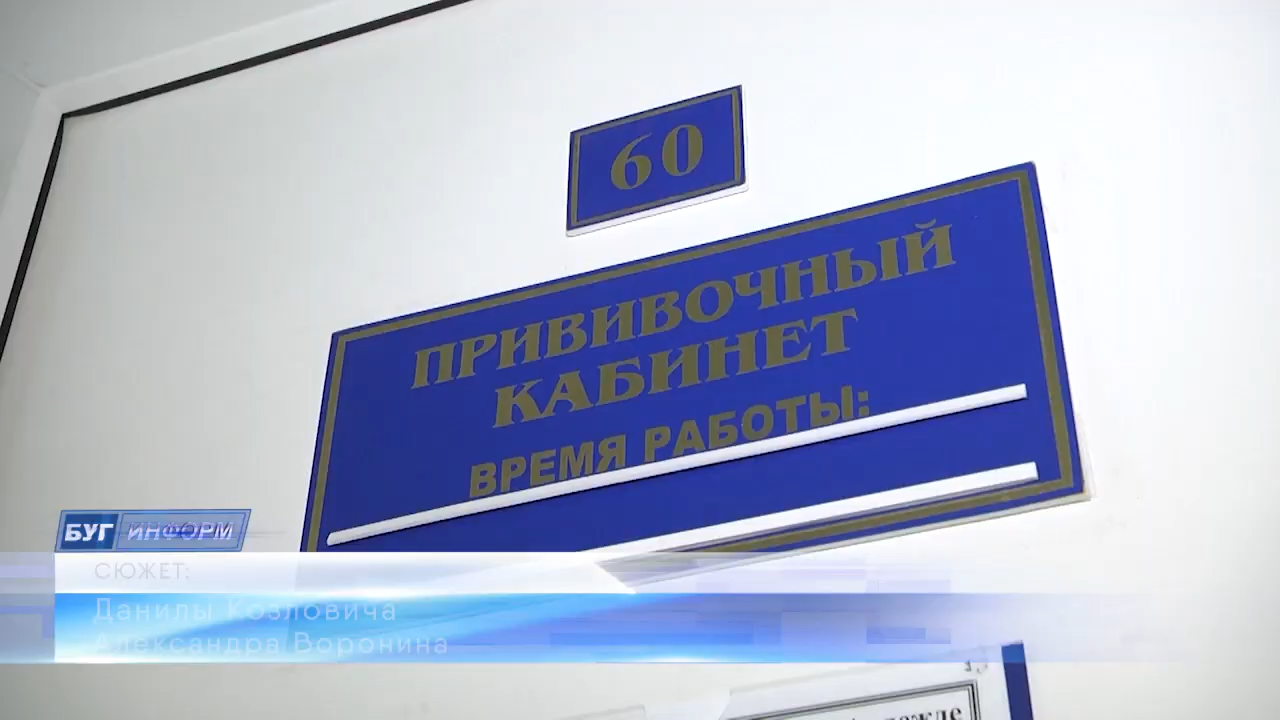 60
ПРИВИВОЧНЫЙ
КАБИНЕТ
ВРЕМЯ РАБОТЫ:
БУГ ИНФОРМ
СЮЖЕТ:
Данилы Козловича
Александра Воронина